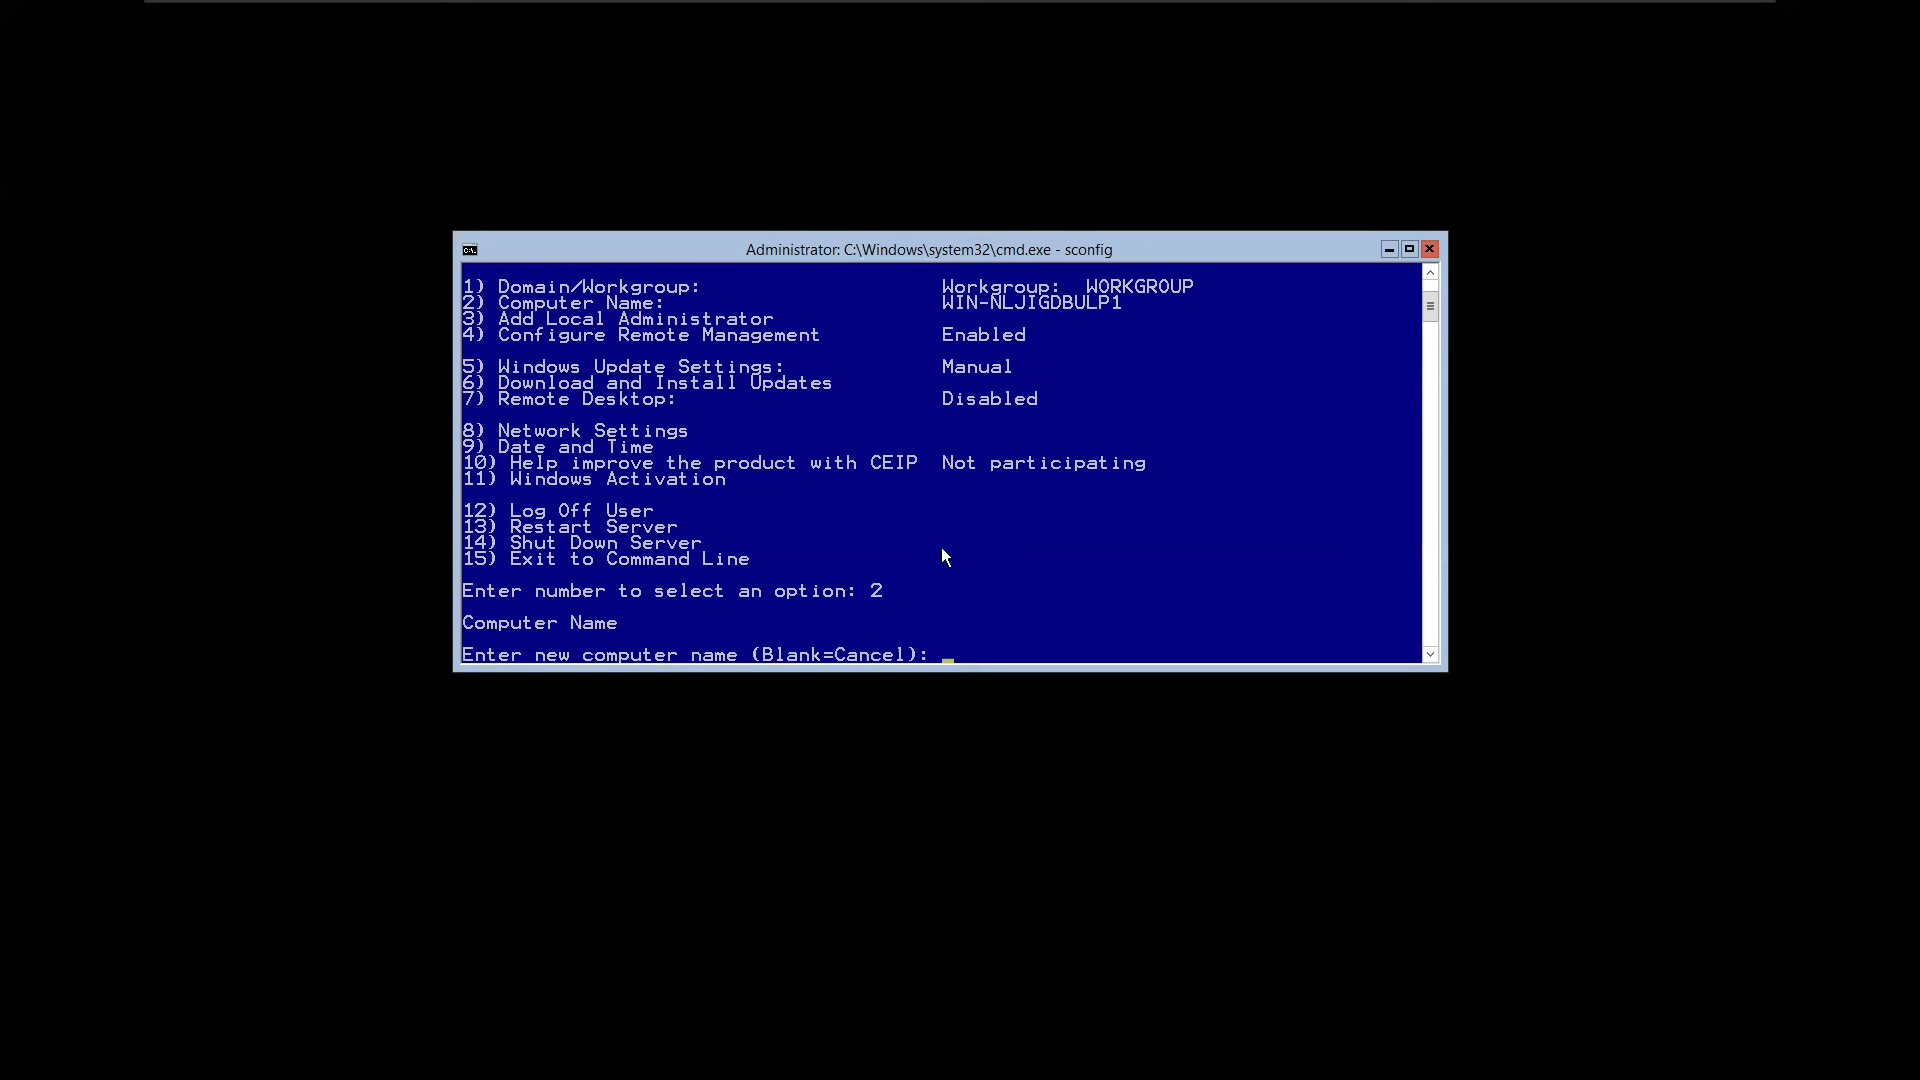 Administrator: C:\Windows\system32\cmd.exe - sconfig
1) Domain/Workgroup: Workgroup: WORKGROUP
2) Computer Name: WIN-NLJIGDBULP1
3) Add Local Administrator
4) Configure Remote Management Enabled
5) Windows Update Settings: Manual
6) Download and Install Updates
7) Remote Desktop: Disabled
8) Network Settings
9) Date and Time
10) Help improve the product with CEIP Not participating
11) Windows Activation
12) Log Off User
13) Restart Server
14) Shut Down Server
15) Exit to Command Line
Enter number to select an option: 2
Computer Name
Enter new computer name (Blank=Cancel):